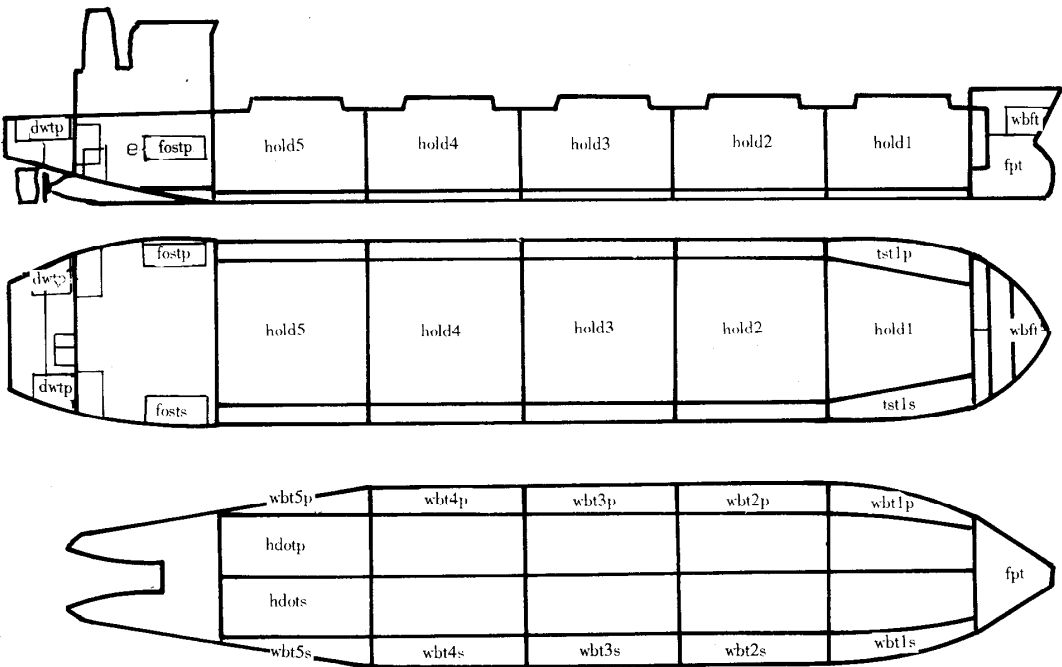 dwtp
wbft
e fostp
hold5 hold4 hold3 hold2 hold1
fpt
fostp
tst1p
dwtp
hold5 hold4 hold3 hold2 hold1 wbft
dwtp
fosts
tst1s
wbt5p wbt4p wbt3p wbt2p wbt1p
hdotp
fpt
hdots
wbt5s wbt4s wbt3s wbt2s wbt1s